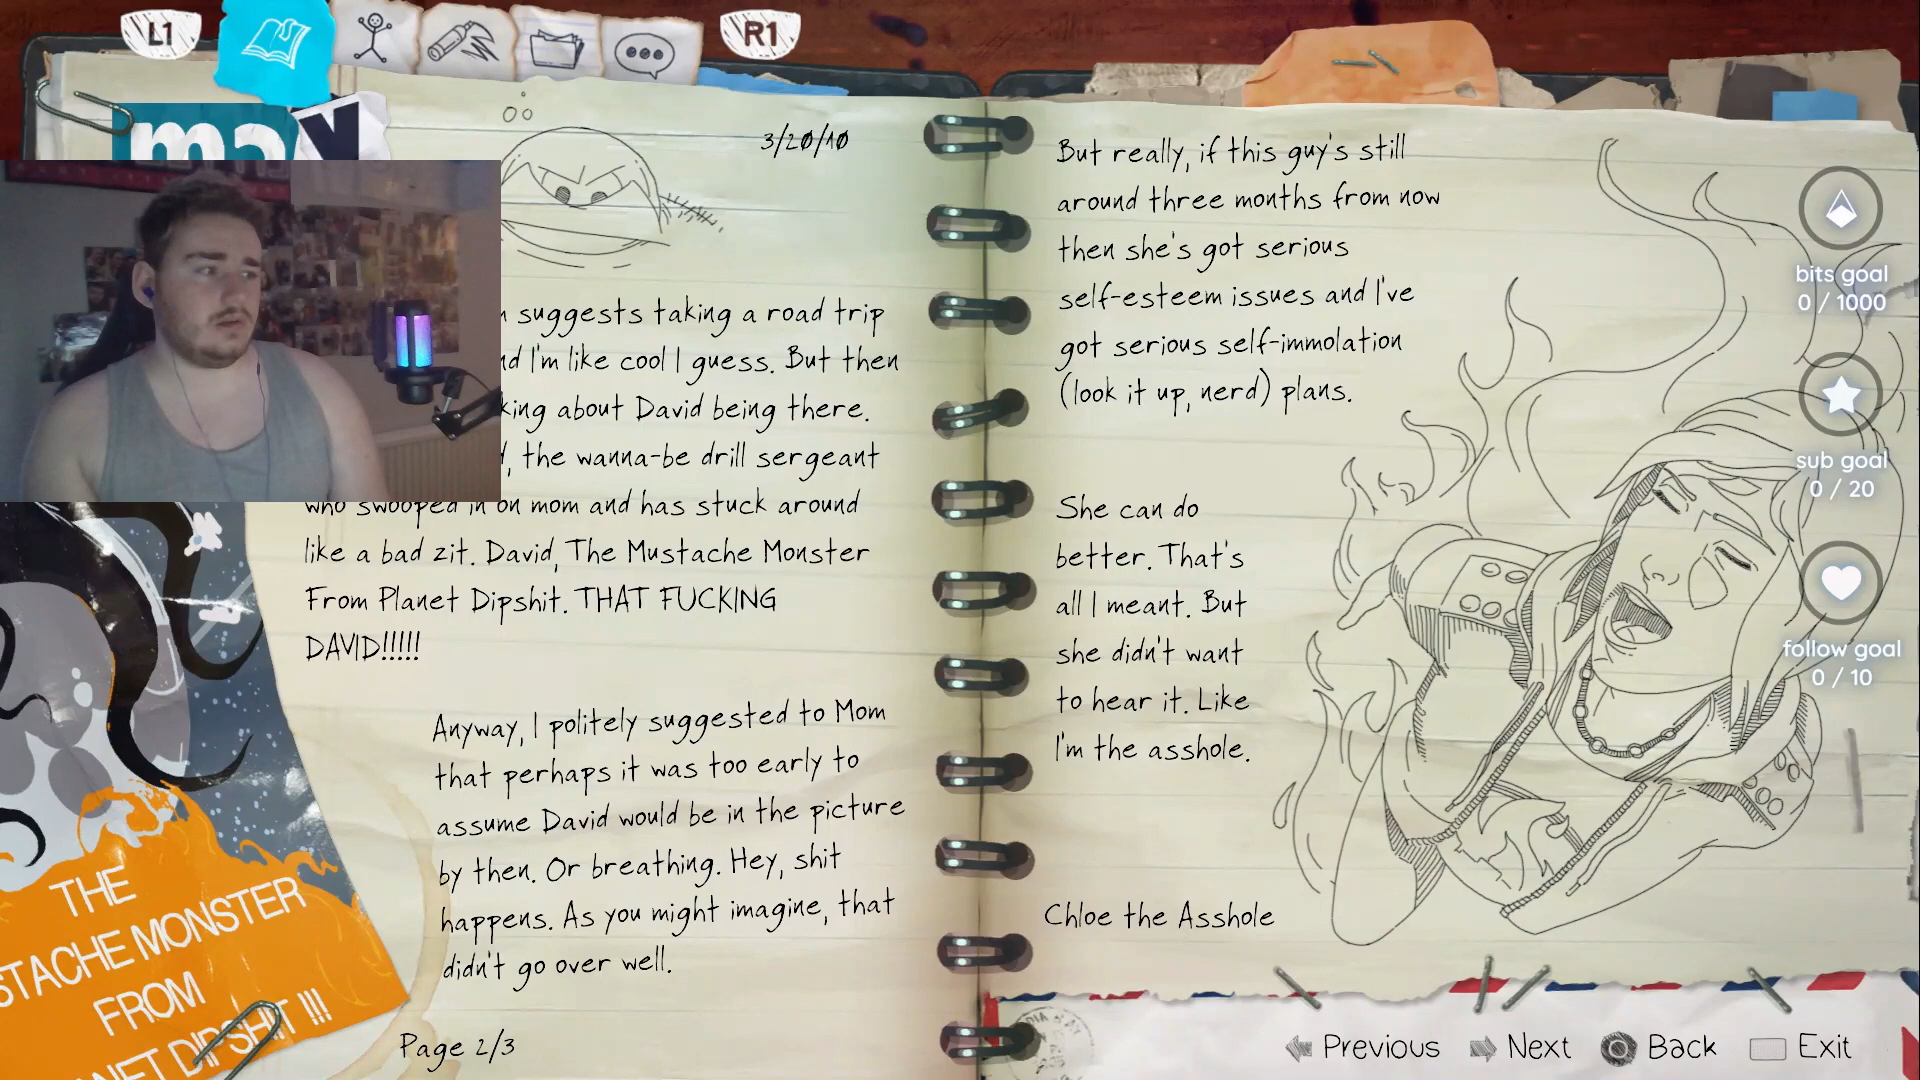 L1
R1
max
3/20/10
suggests taking a road trip
I'm like cool I guess. But then
about David being there.
the wanna-be drill sergeant
who swooped in on mom and has stuck around
like a bad zit. David, The Mustache Monster
From Planet Dipshit. THAT FUCKING
DAVID!!!!!
Anyway, I politely suggested to Mom
that perhaps it was too early to
assume David would be in the picture
by then. Or breathing. Hey, shit
happens. As you might imagine, that
didn't go over well.
Page 2/3
THE
STACHE MONSTER
FROM
NET DIPSHIT !!!
But really, if this guy's still
around three months from now
then she's got serious
self-esteem issues and I've
got serious self-immolation
(look it up, nerd) plans.
She can do
better. That's
all I meant. But
she didn't want
to hear it. Like
I'm the asshole.
Chloe the Asshole
bits goal
0 / 1000
sub goal
0 / 20
follow goal
0 / 10
Previous Next Back Exit